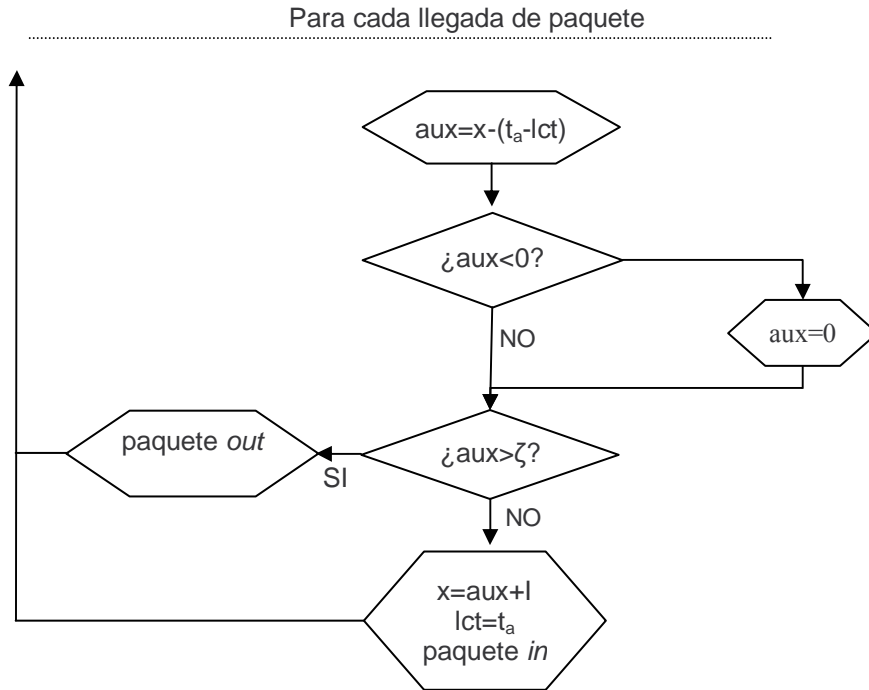 Para cada llegada de paquete
aux=x-(tₐ-lct)
¿aux<0?
NO
aux=0
paquete out
SI
¿aux>ζ?
NO
x=aux+I
lct=tₐ
paquete in